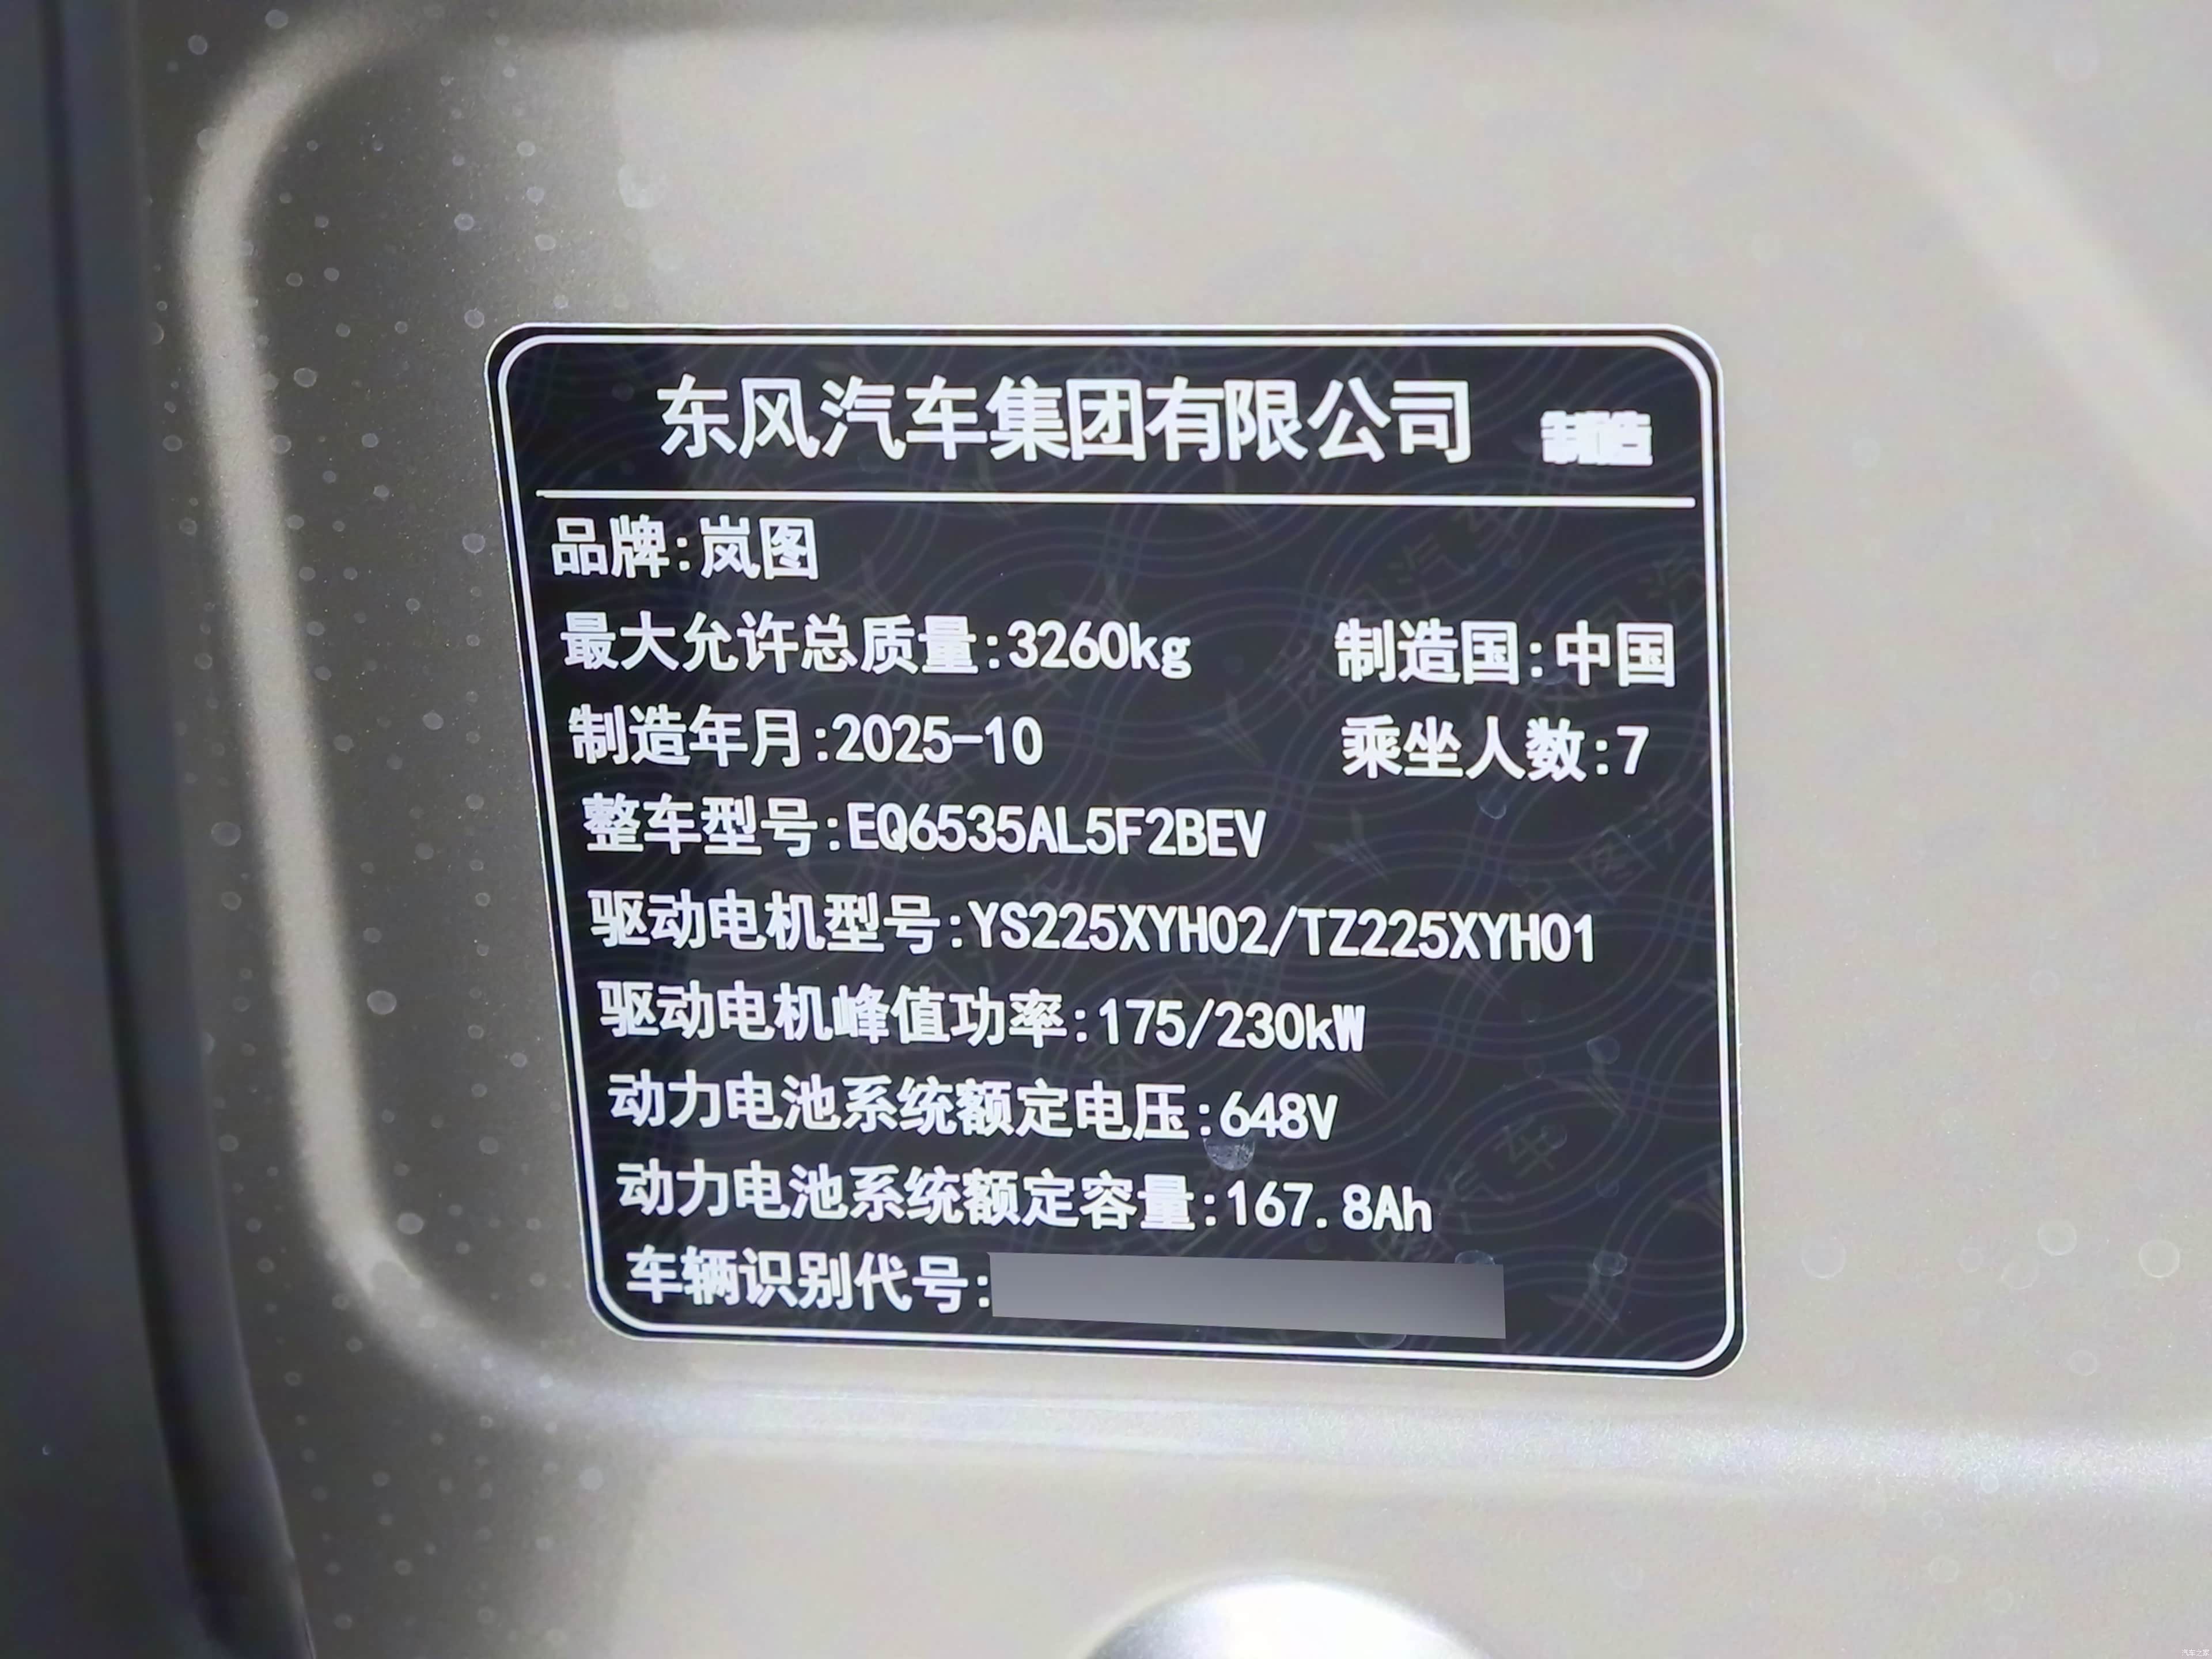 东风汽车集团有限公司 制造
品牌:岚图
最大允许总质量:3260kg 制造国:中国
制造年月:2025-10 乘坐人数:7
整车型号:EQ6535AL5F2BEV
驱动电机型号:YS225XYH02/TZ225XYH01
驱动电机峰值功率:175/230kW
动力电池系统额定电压:648V
动力电池系统额定容量:167.8Ah
车辆识别代号:
汽车之家